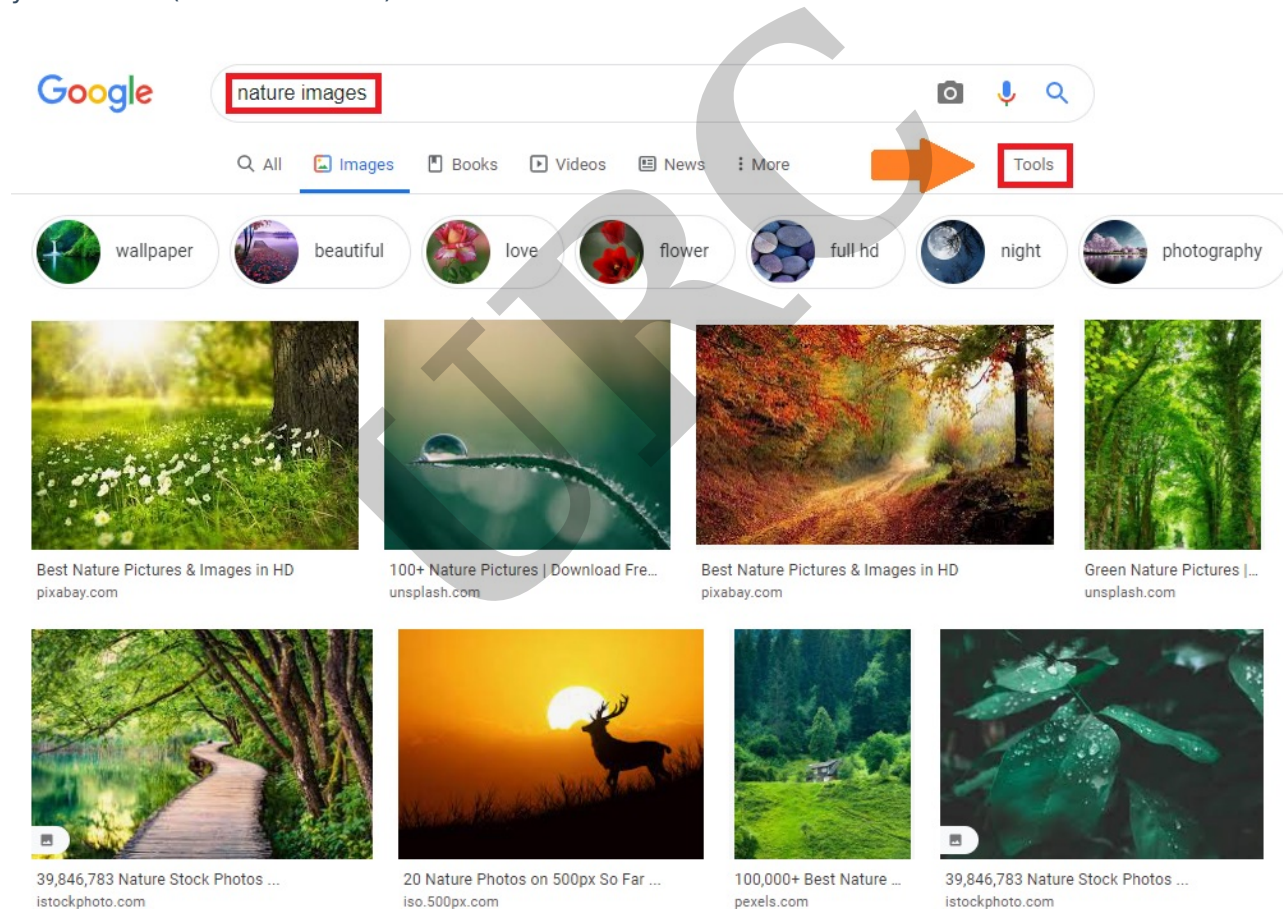 Google
nature images
All Images Books Videos News More Tools
wallpaper beautiful love flower full hd night photography
URC
Best Nature Pictures & Images in HD
pixabay.com
100+ Nature Pictures | Download Fre...
unsplash.com
Best Nature Pictures & Images in HD
pixabay.com
Green Nature Pictures |...
unsplash.com
39,846,783 Nature Stock Photos ...
istockphoto.com
20 Nature Photos on 500px So Far ...
iso.500px.com
100,000+ Best Nature ...
pexels.com
39,846,783 Nature Stock Photos ...
istockphoto.com